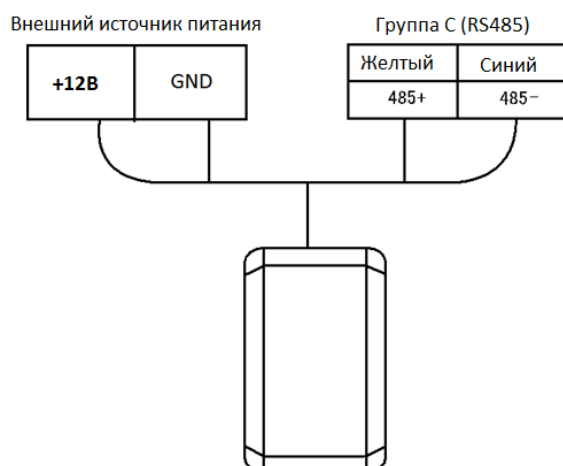 Внешний источник питания
+12В GND
Группа С (RS485)
Желтый Синий
485+ 485-